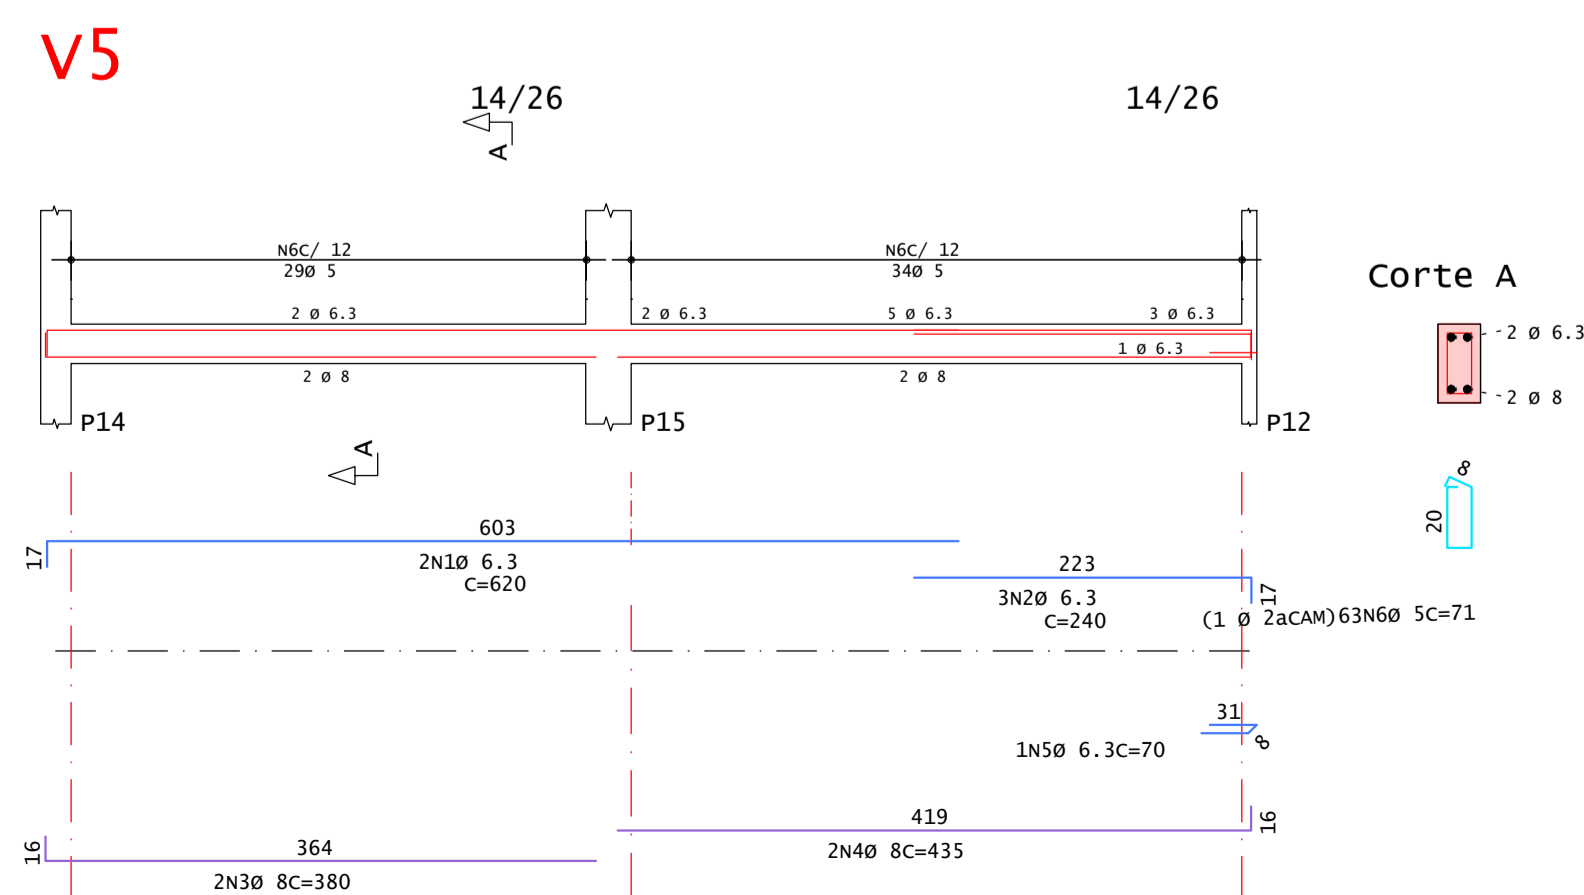 V5
14/26
14/26
A
N6C/ 12
29Ø 5
N6C/ 12
34Ø 5
Corte A
2 Ø 6.3
2 Ø 6.3
5 Ø 6.3
3 Ø 6.3
1 Ø 6.3
2 Ø 8
2 Ø 8
2 Ø 6.3
2 Ø 8
P14
P15
P12
A
603
17
2N1Ø 6.3
C=620
223
17
3N2Ø 6.3
C=240
8
20
(1 Ø 2aCAM)63N6Ø 5C=71
31
8
1N5Ø 6.3C=70
419
16
2N4Ø 8C=435
364
16
2N3Ø 8C=380